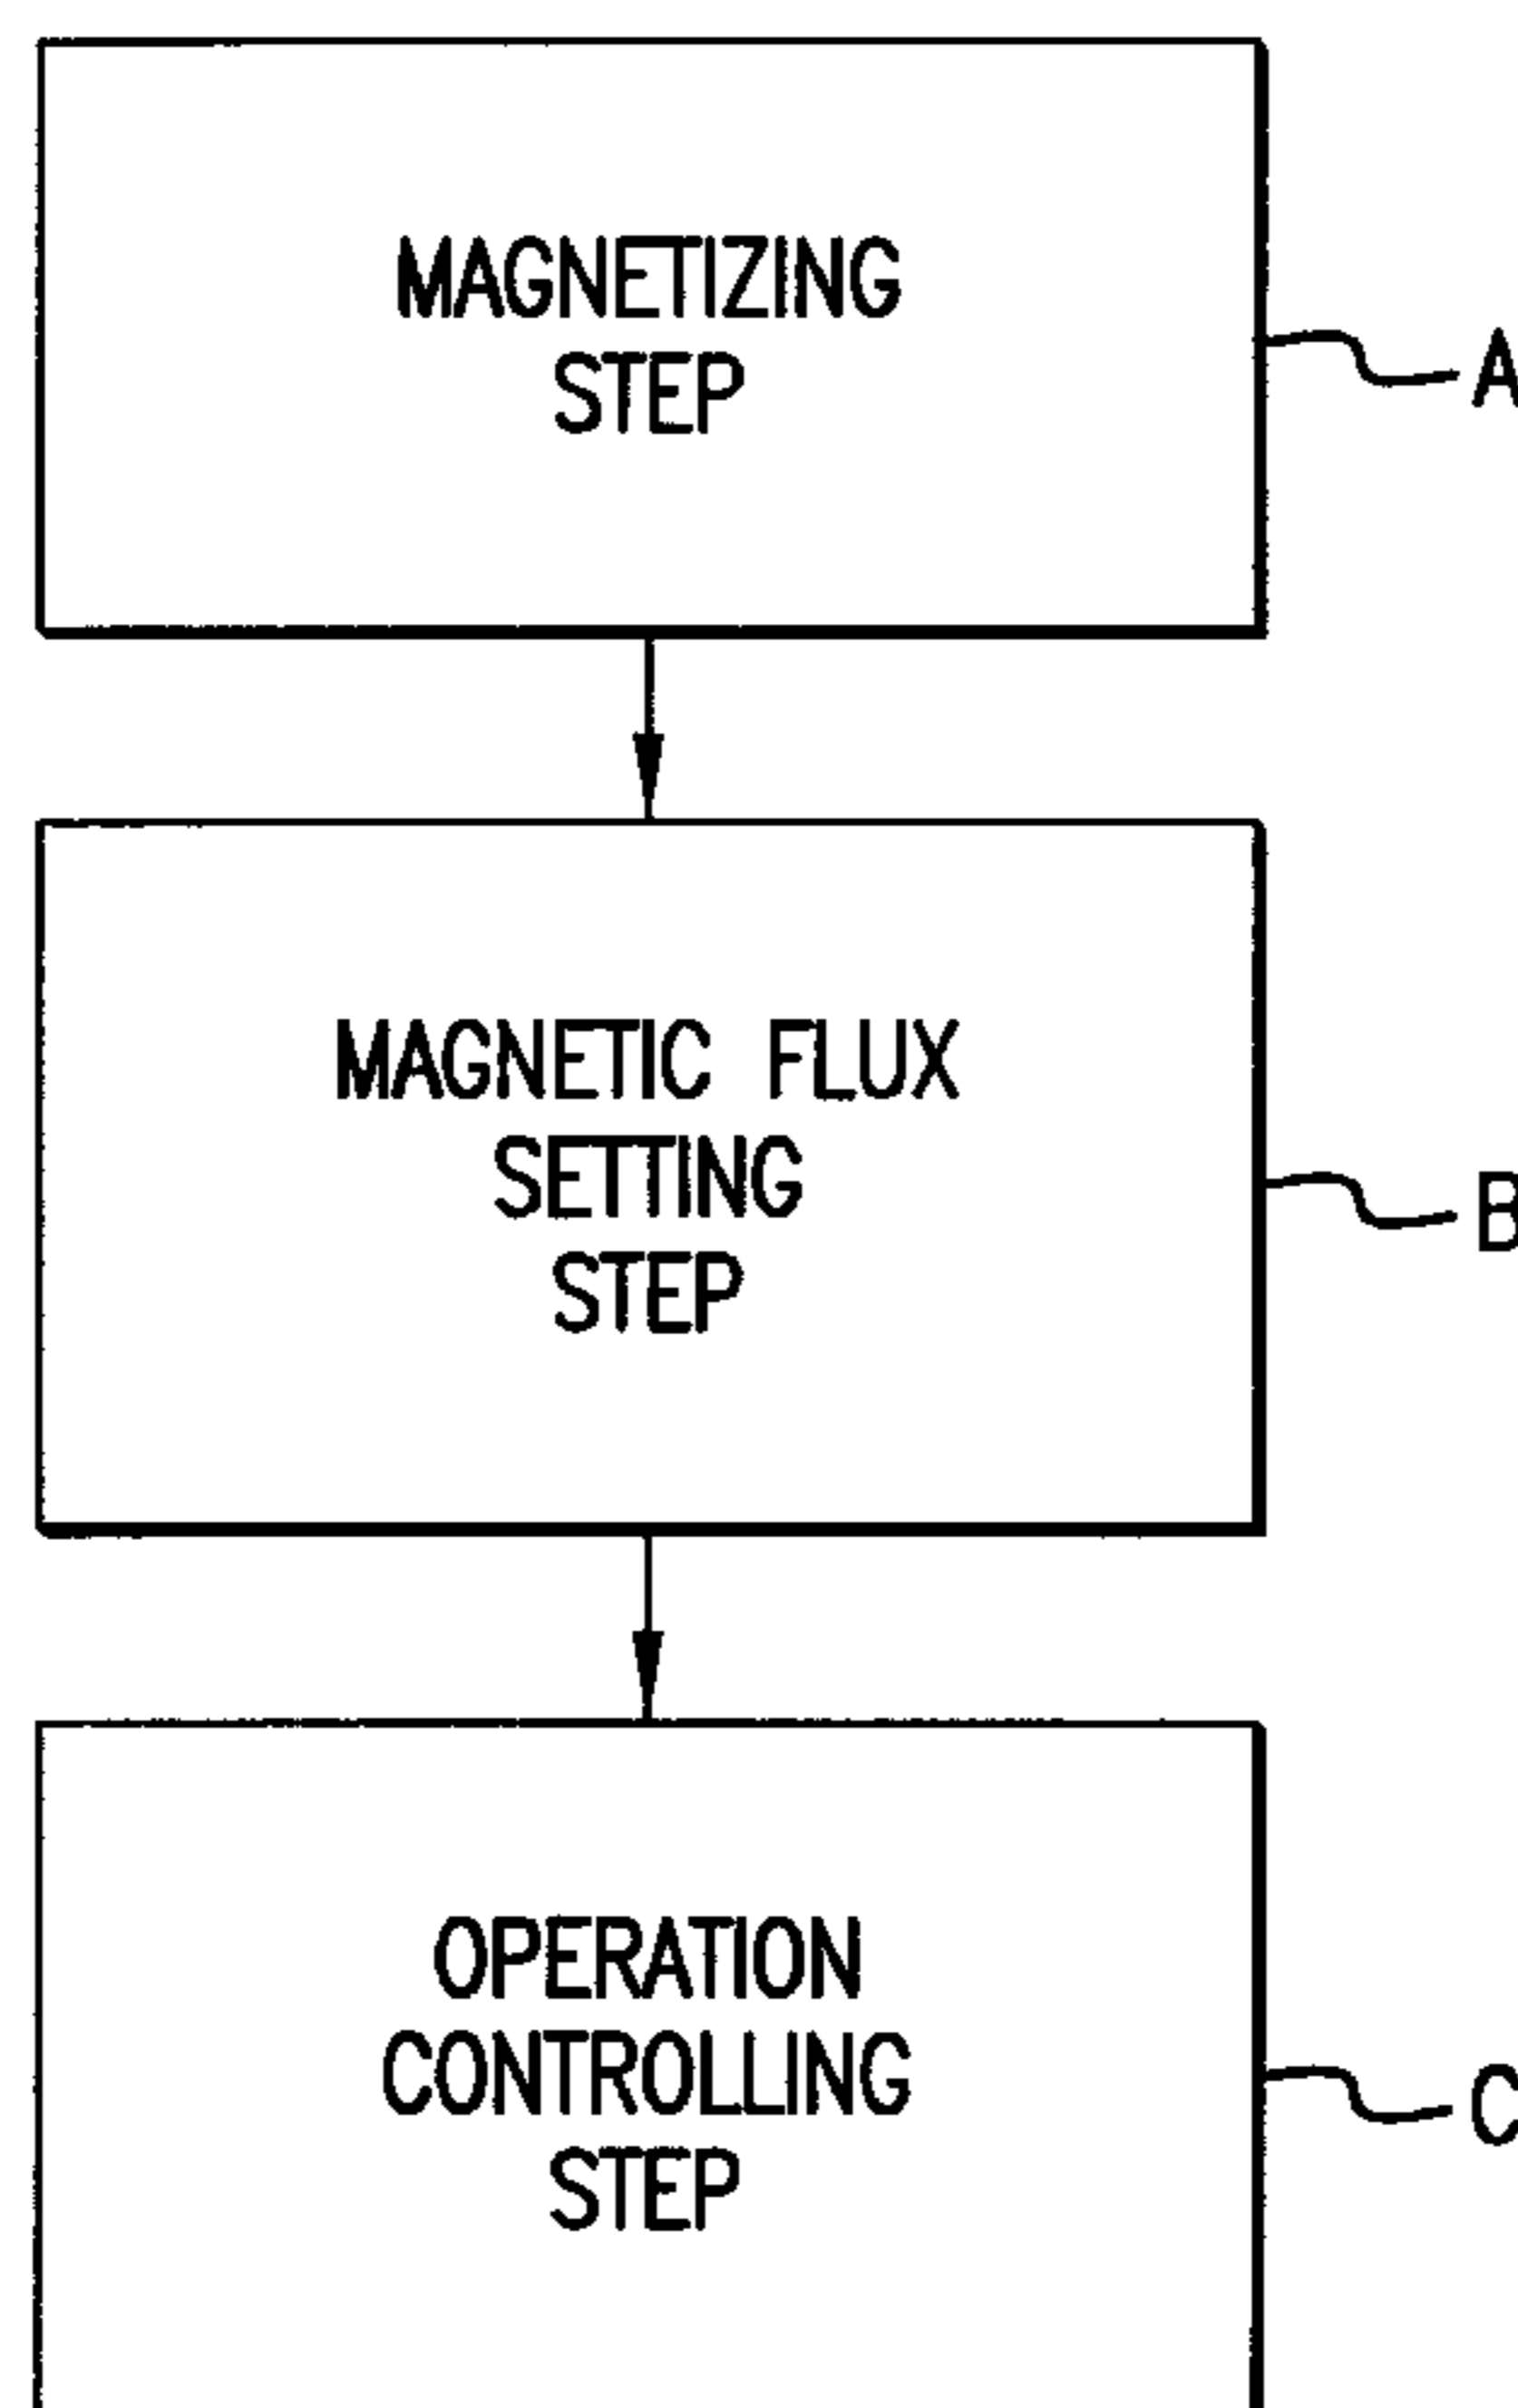 MAGNETIZING
STEP
A
MAGNETIC FLUX
SETTING
STEP
B
OPERATION
CONTROLLING
STEP
C